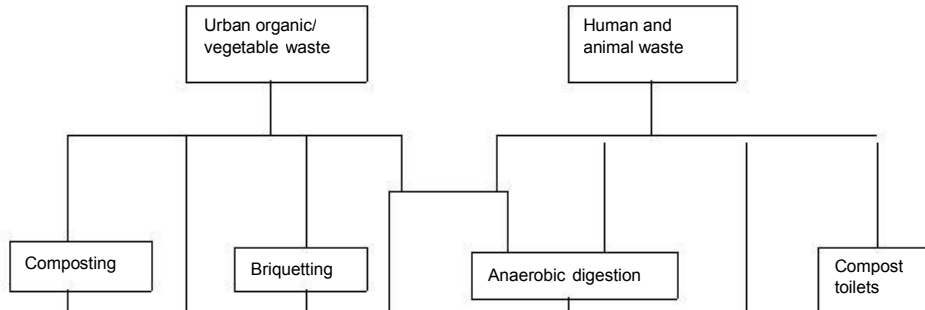 Urban organic/
vegetable waste
Human and
animal waste
Composting
Briquetting
Anaerobic digestion
Compost
toilets